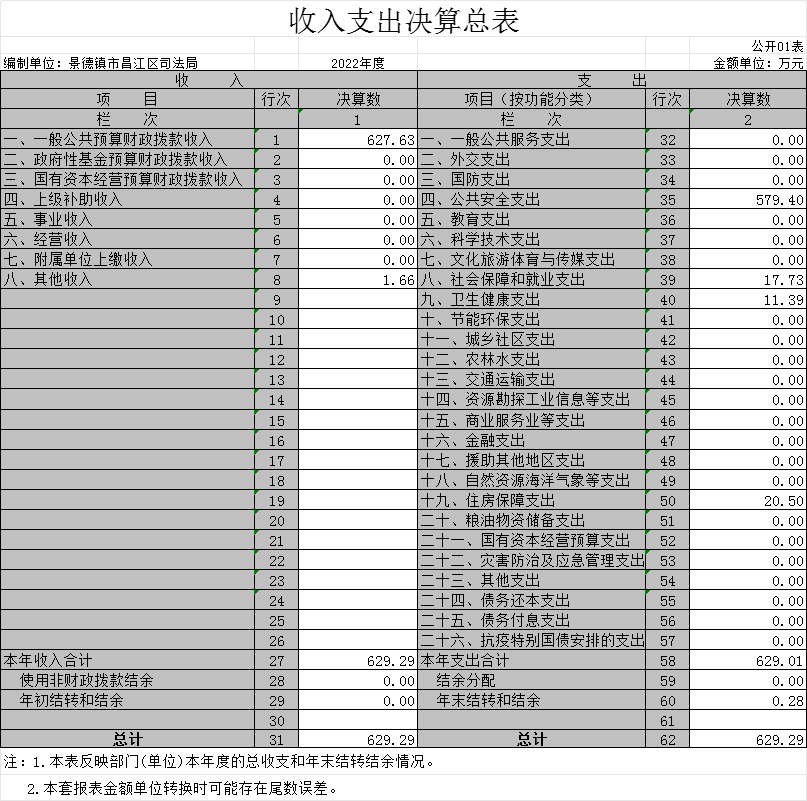 收入支出决算总表
公开01表
编制单位：景德镇市昌江区司法局 2022年度 金额单位：万元
收 入 支 出
项 目 行次 决算数 项目（按功能分类） 行次 决算数
栏 次 1 栏 次 2
一、一般公共预算财政拨款收入 1 627.63 一、一般公共服务支出 32 0.00
二、政府性基金预算财政拨款收入 2 0.00 二、外交支出 33 0.00
三、国有资本经营预算财政拨款收入 3 0.00 三、国防支出 34 0.00
四、上级补助收入 4 0.00 四、公共安全支出 35 579.40
五、事业收入 5 0.00 五、教育支出 36 0.00
六、经营收入 6 0.00 六、科学技术支出 37 0.00
七、附属单位上缴收入 7 0.00 七、文化旅游体育与传媒支出 38 0.00
八、其他收入 8 1.66 八、社会保障和就业支出 39 17.73
9 九、卫生健康支出 40 11.39
10 十、节能环保支出 41 0.00
11 十一、城乡社区支出 42 0.00
12 十二、农林水支出 43 0.00
13 十三、交通运输支出 44 0.00
14 十四、资源勘探工业信息等支出 45 0.00
15 十五、商业服务业等支出 46 0.00
16 十六、金融支出 47 0.00
17 十七、援助其他地区支出 48 0.00
18 十八、自然资源海洋气象等支出 49 0.00
19 十九、住房保障支出 50 20.50
20 二十、粮油物资储备支出 51 0.00
21 二十一、国有资本经营预算支出 52 0.00
22 二十二、灾害防治及应急管理支出 53 0.00
23 二十三、其他支出 54 0.00
24 二十四、债务还本支出 55 0.00
25 二十五、债务付息支出 56 0.00
26 二十六、抗疫特别国债安排的支出 57 0.00
本年收入合计 27 629.29 本年支出合计 58 629.01
使用非财政拨款结余 28 0.00 结余分配 59 0.00
年初结转和结余 29 0.00 年末结转和结余 60 0.28
30 61
总计 31 629.29 总计 62 629.29
注：1.本表反映部门(单位)本年度的总收支和年末结转结余情况。
2.本套报表金额单位转换时可能存在尾数误差。